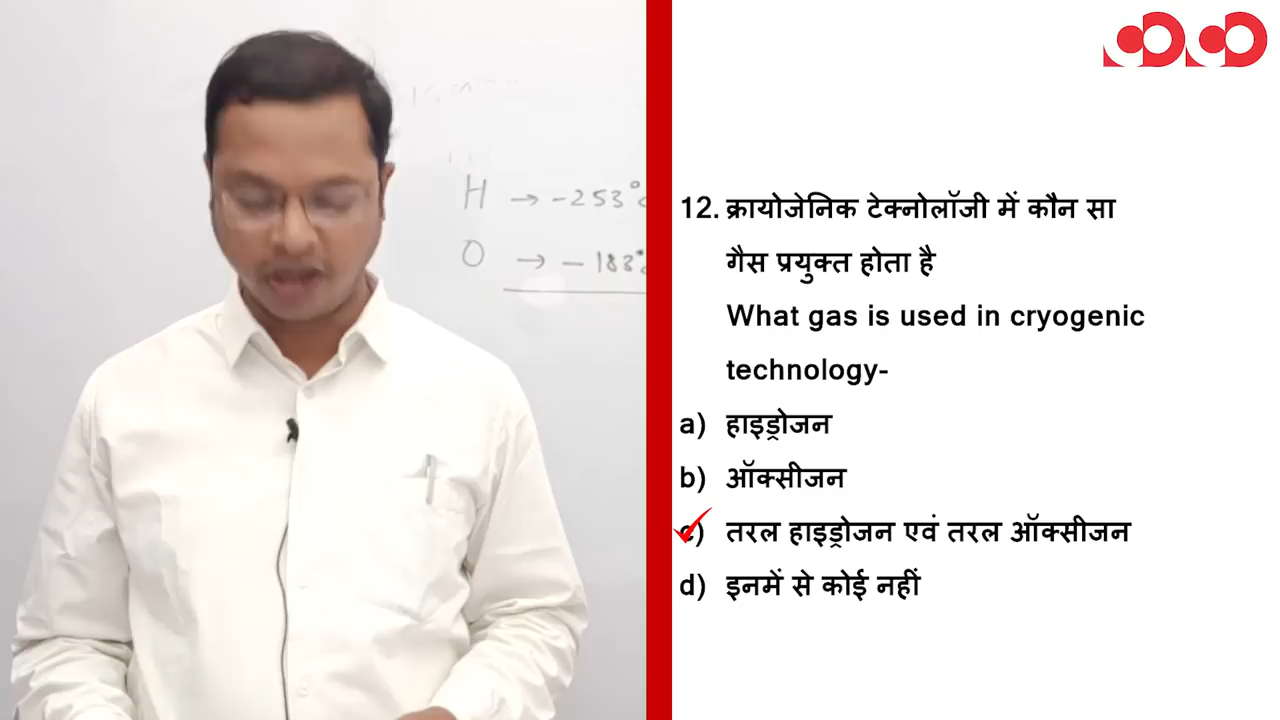 H → -253°
O → - 183°
12. क्रायोजेनिक टेक्नोलॉजी में कौन सा
गैस प्रयुक्त होता है
What gas is used in cryogenic
technology-
a) हाइड्रोजन
b) ऑक्सीजन
c) तरल हाइड्रोजन एवं तरल ऑक्सीजन
d) इनमें से कोई नहीं